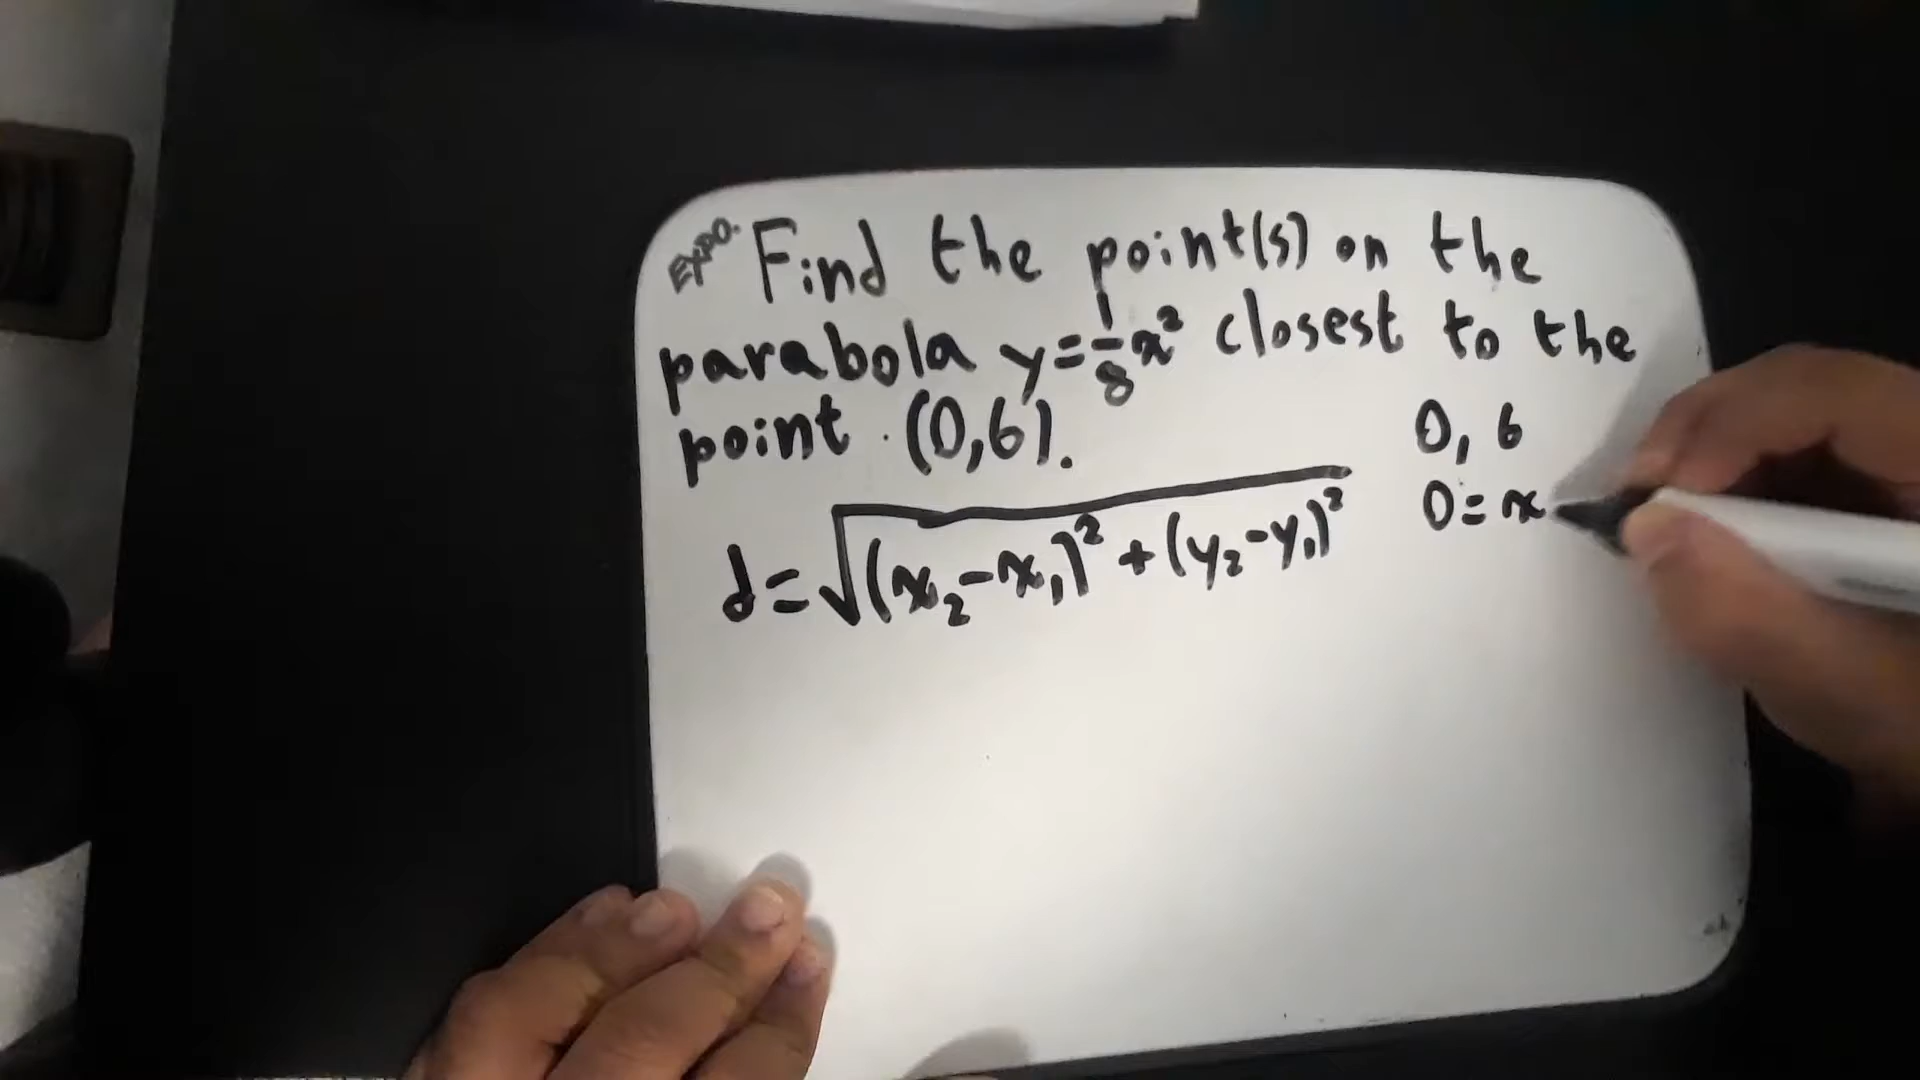 EXPO.
Find the point(s) on the
parabola y=1/8x² closest to the
point (0,6).
0, 6
0=x
d=√(x₂-x₁)²+(y₂-y₁)²